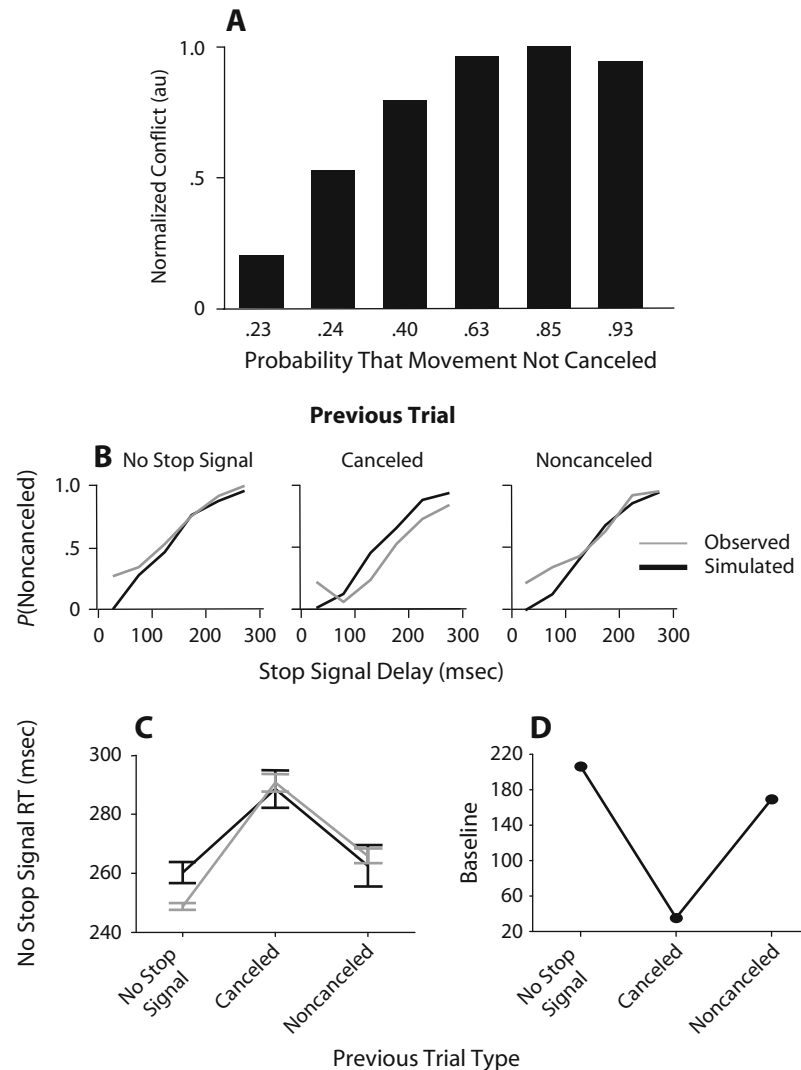 A
Normalized Conflict (au)
1.0
.5
0
.23 .24 .40 .63 .85 .93
Probability That Movement Not Canceled
Previous Trial
B
No Stop Signal
Canceled
Noncanceled
P(Noncanceled)
1.0
.5
0
0 100 200 300
0 100 200 300
0 100 200 300
Observed
Simulated
Stop Signal Delay (msec)
C
No Stop Signal RT (msec)
300
280
260
240
No Stop
Signal
Canceled
Noncanceled
D
Baseline
220
180
140
100
60
20
No Stop
Signal
Canceled
Noncanceled
Previous Trial Type